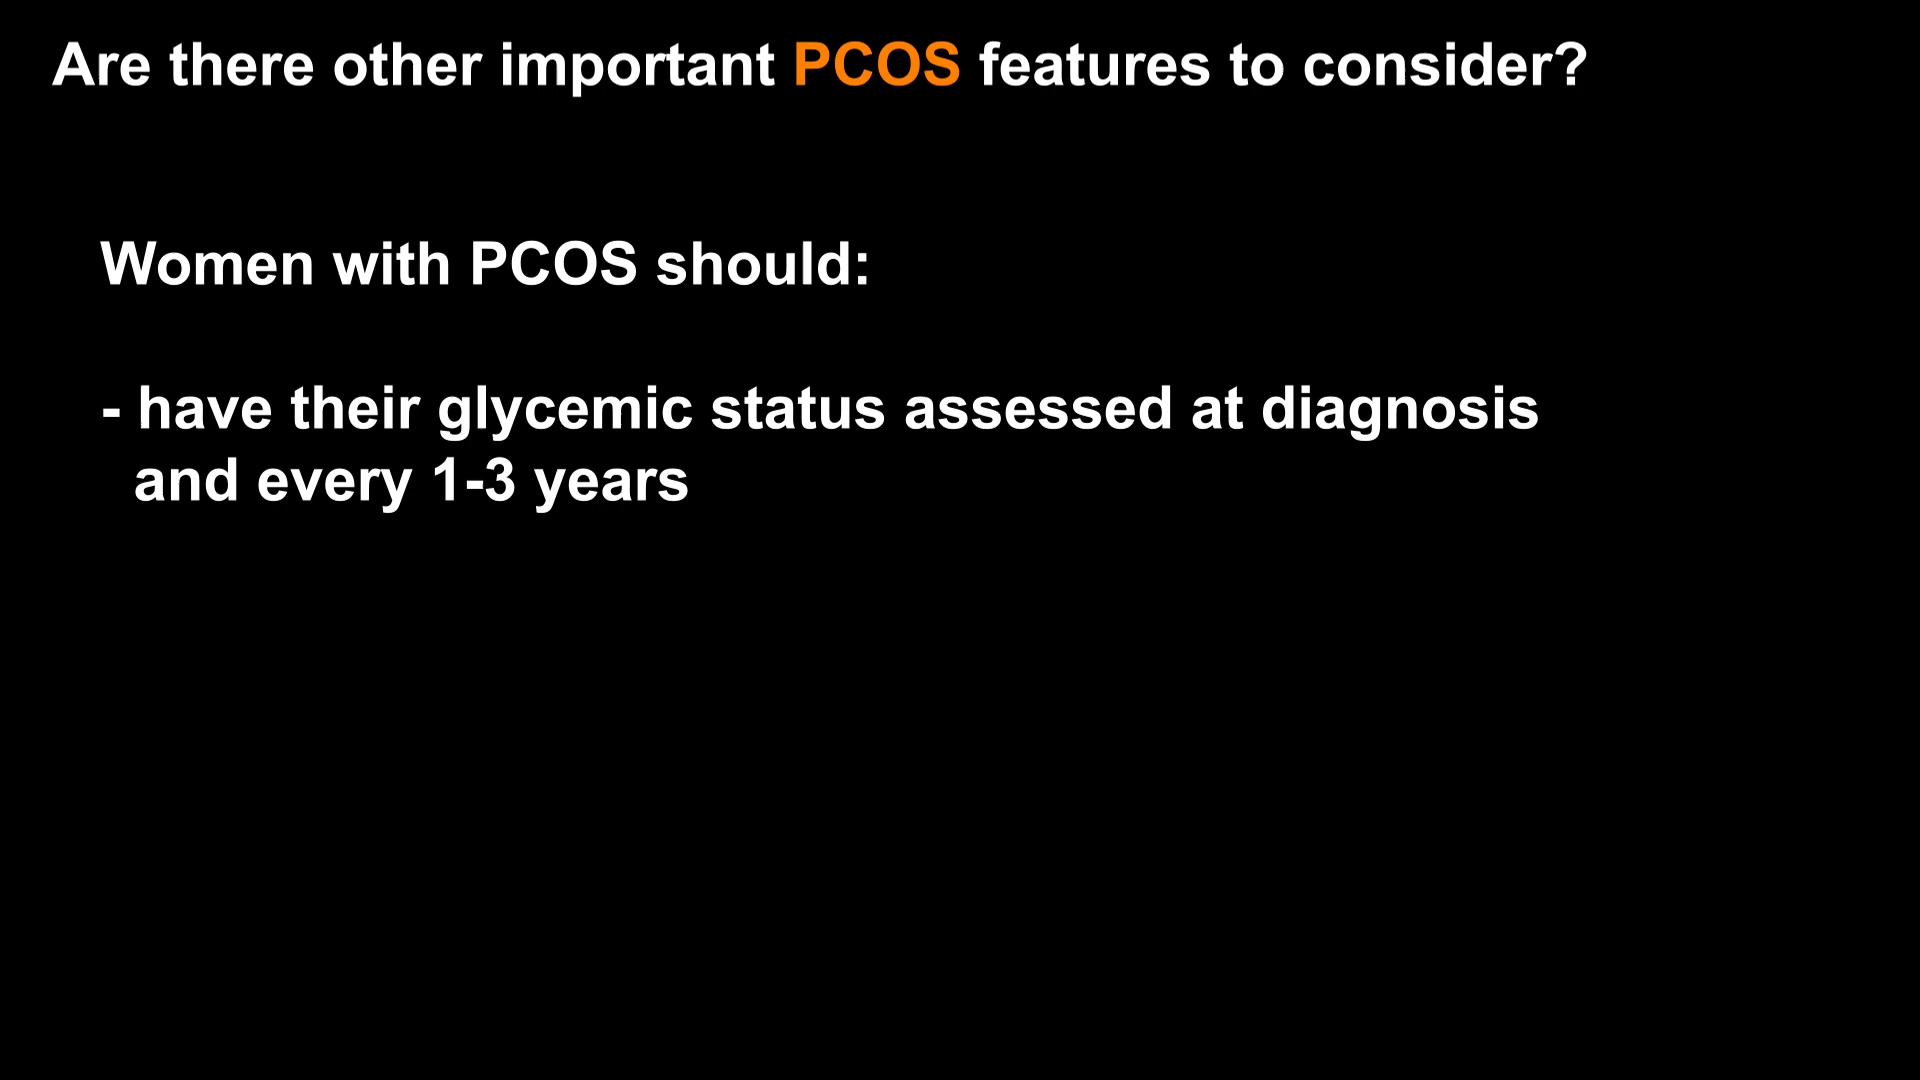 Are there other important PCOS features to consider?
Women with PCOS should:
- have their glycemic status assessed at diagnosis
and every 1-3 years